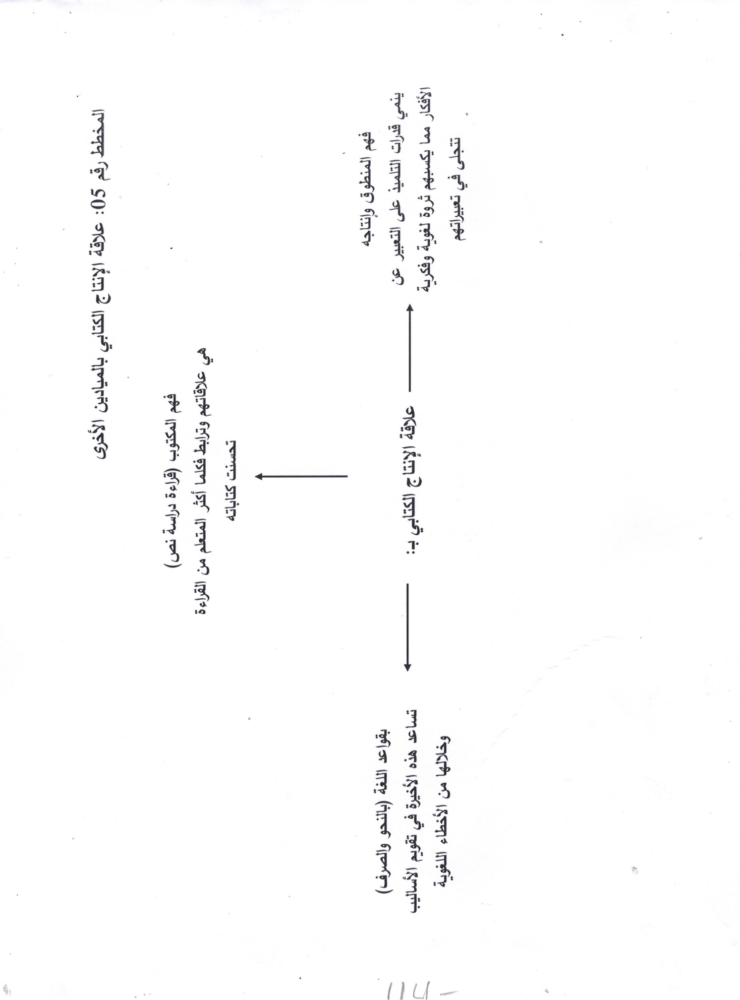 المخطط رقم 05: علاقة الإنتاج الكتابي بالميادين الأخرى
فهم المكتوب (قراءة دراسة نص)
هي علاقاتهم وترابط فكلما أكثر المتعلم من القراءة
تحسنت كتاباته
فهم المنطوق وإنتاجه
ينمي قدرات التلميذ على التعبير عن
الأفكار مما يكسبهم ثروة لغوية وفكرية
تتجلى في تعبيراتهم
علاقة الإنتاج الكتابي بـ:
بقواعد اللغة (بالنحو والصرف)
تساعد هذه الأخيرة في تقويم الأساليب
وخلالها من الأخطاء اللغوية